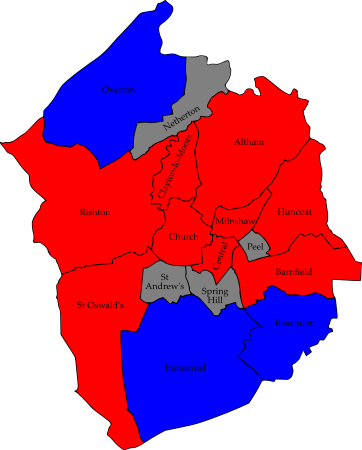 Overton
Netherton
Clayton-le-Moors
Altham
Rishton
Huncoat
Milnshaw
Church
Central
Peel
Barnfield
St
Andrew's
Spring
Hill
St Oswald's
Baxenden
Immanuel